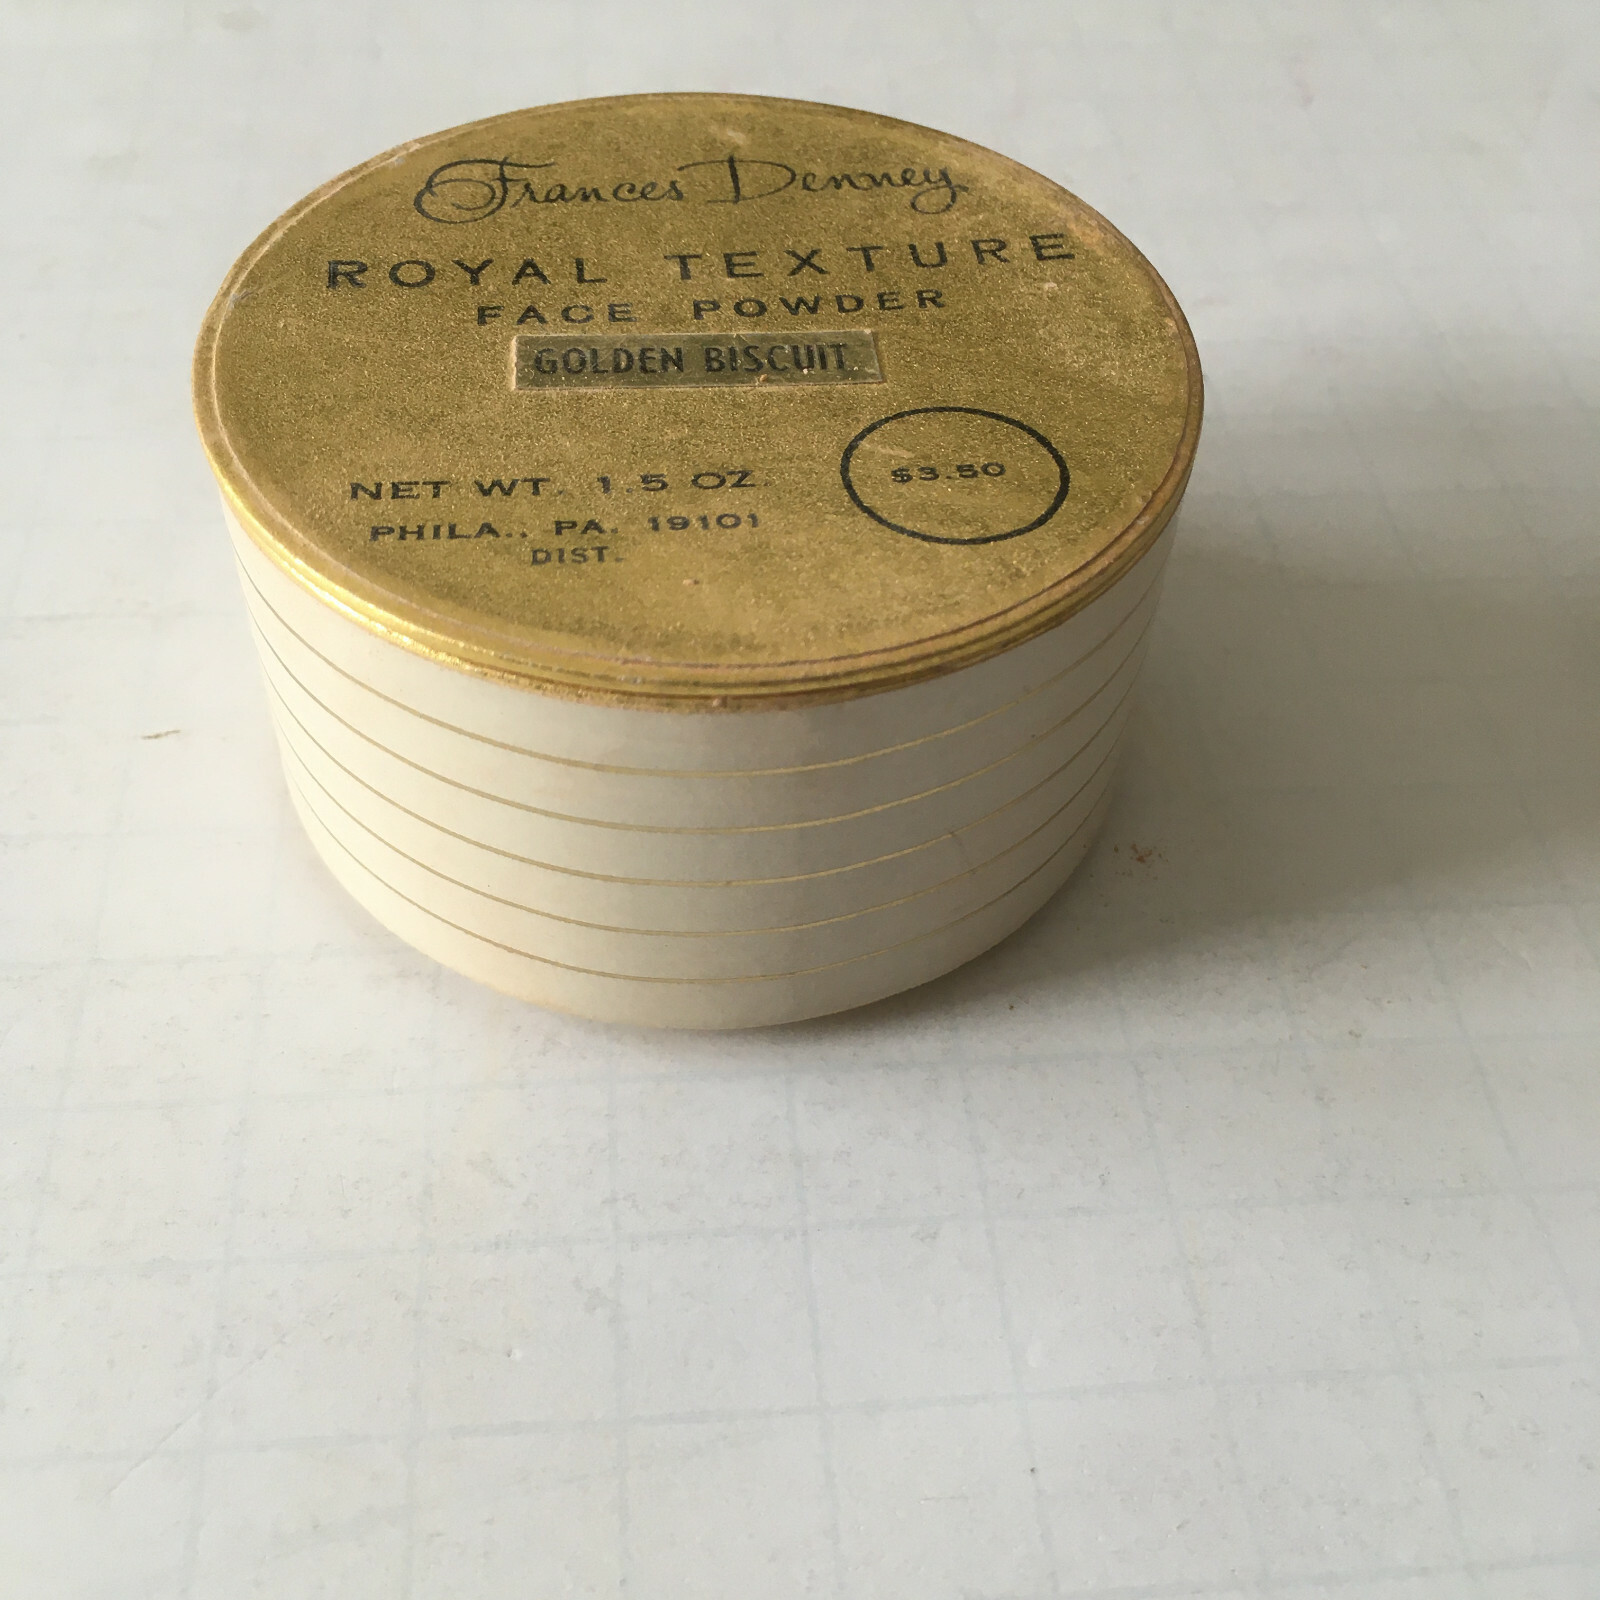 Frances Denney
ROYAL TEXTURE
FACE POWDER
GOLDEN BISCUIT
$3.50
NET WT. 1.5 OZ.
PHILA., PA. 19101
DIST.